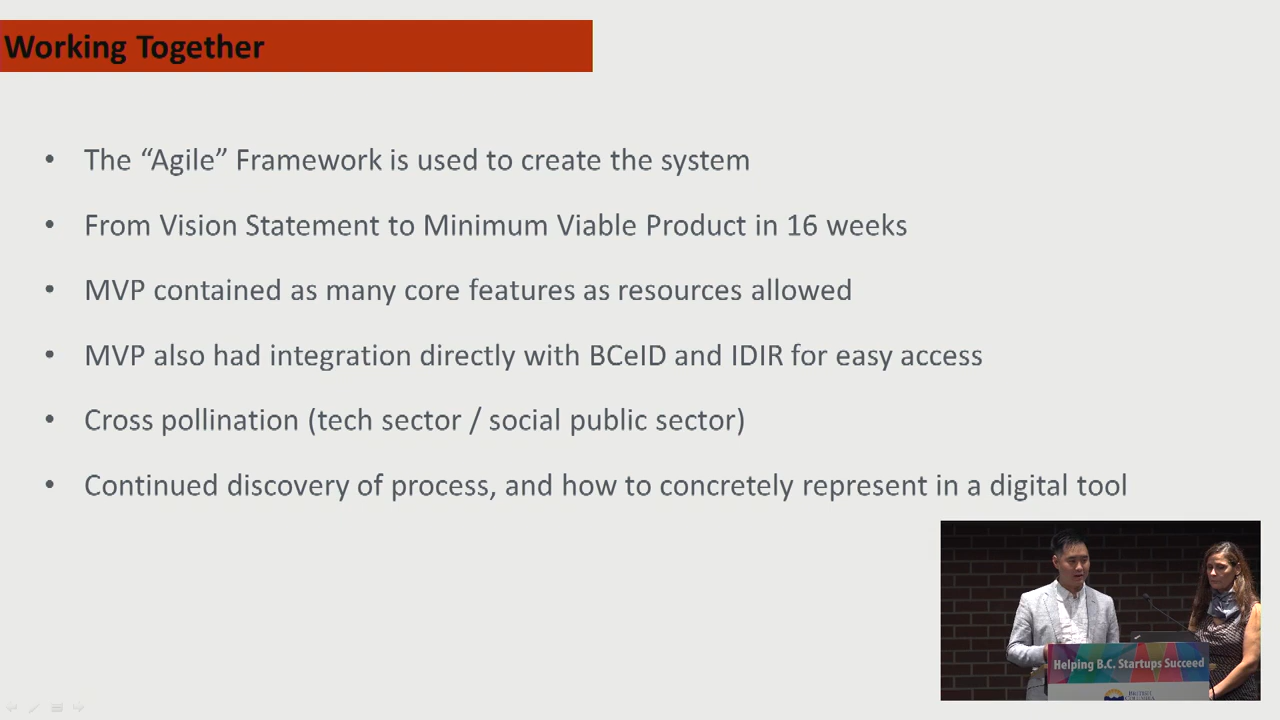 Working Together
• The “Agile” Framework is used to create the system
• From Vision Statement to Minimum Viable Product in 16 weeks
• MVP contained as many core features as resources allowed
• MVP also had integration directly with BCeID and IDIR for easy access
• Cross pollination (tech sector / social public sector)
• Continued discovery of process, and how to concretely represent in a digital tool
Helping B.C. Startups Succeed
BRITISH
COLUMBIA